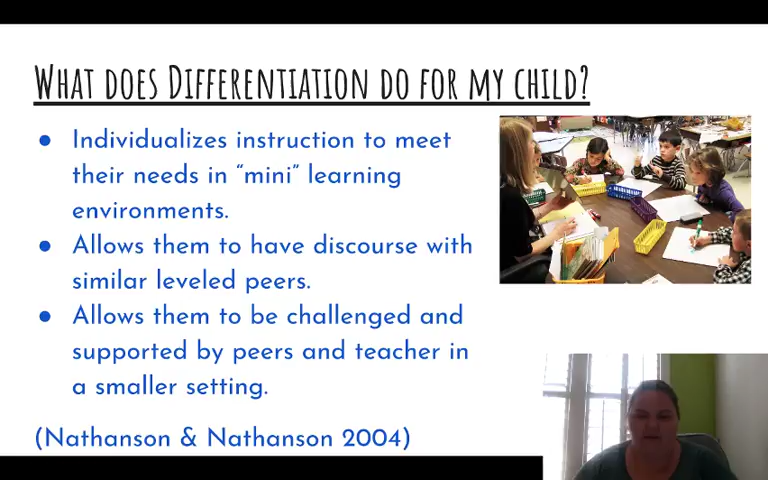 What does Differentiation do for my child?
● Individualizes instruction to meet
their needs in “mini” learning
environments.
● Allows them to have discourse with
similar leveled peers.
● Allows them to be challenged and
supported by peers and teacher in
a smaller setting.
(Nathanson & Nathanson 2004)